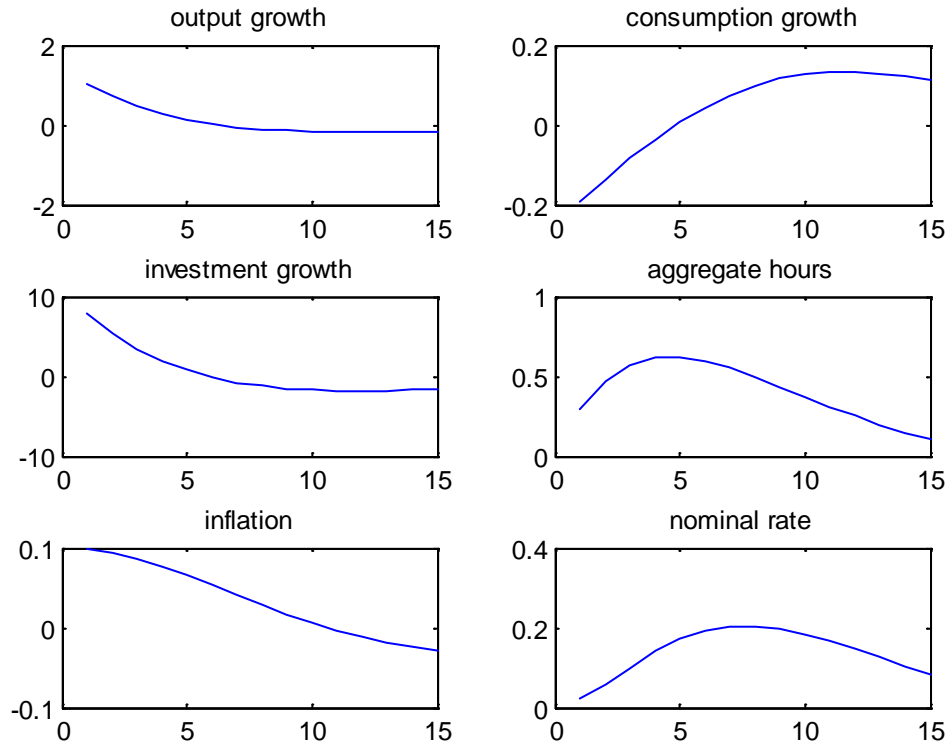 output growth
consumption growth
2
0
-2
0 5 10 15
0.2
0
-0.2
0 5 10 15
investment growth
aggregate hours
10
0
-10
0 5 10 15
1
0.5
0
0 5 10 15
inflation
nominal rate
0.1
0
-0.1
0 5 10 15
0.4
0.2
0
0 5 10 15